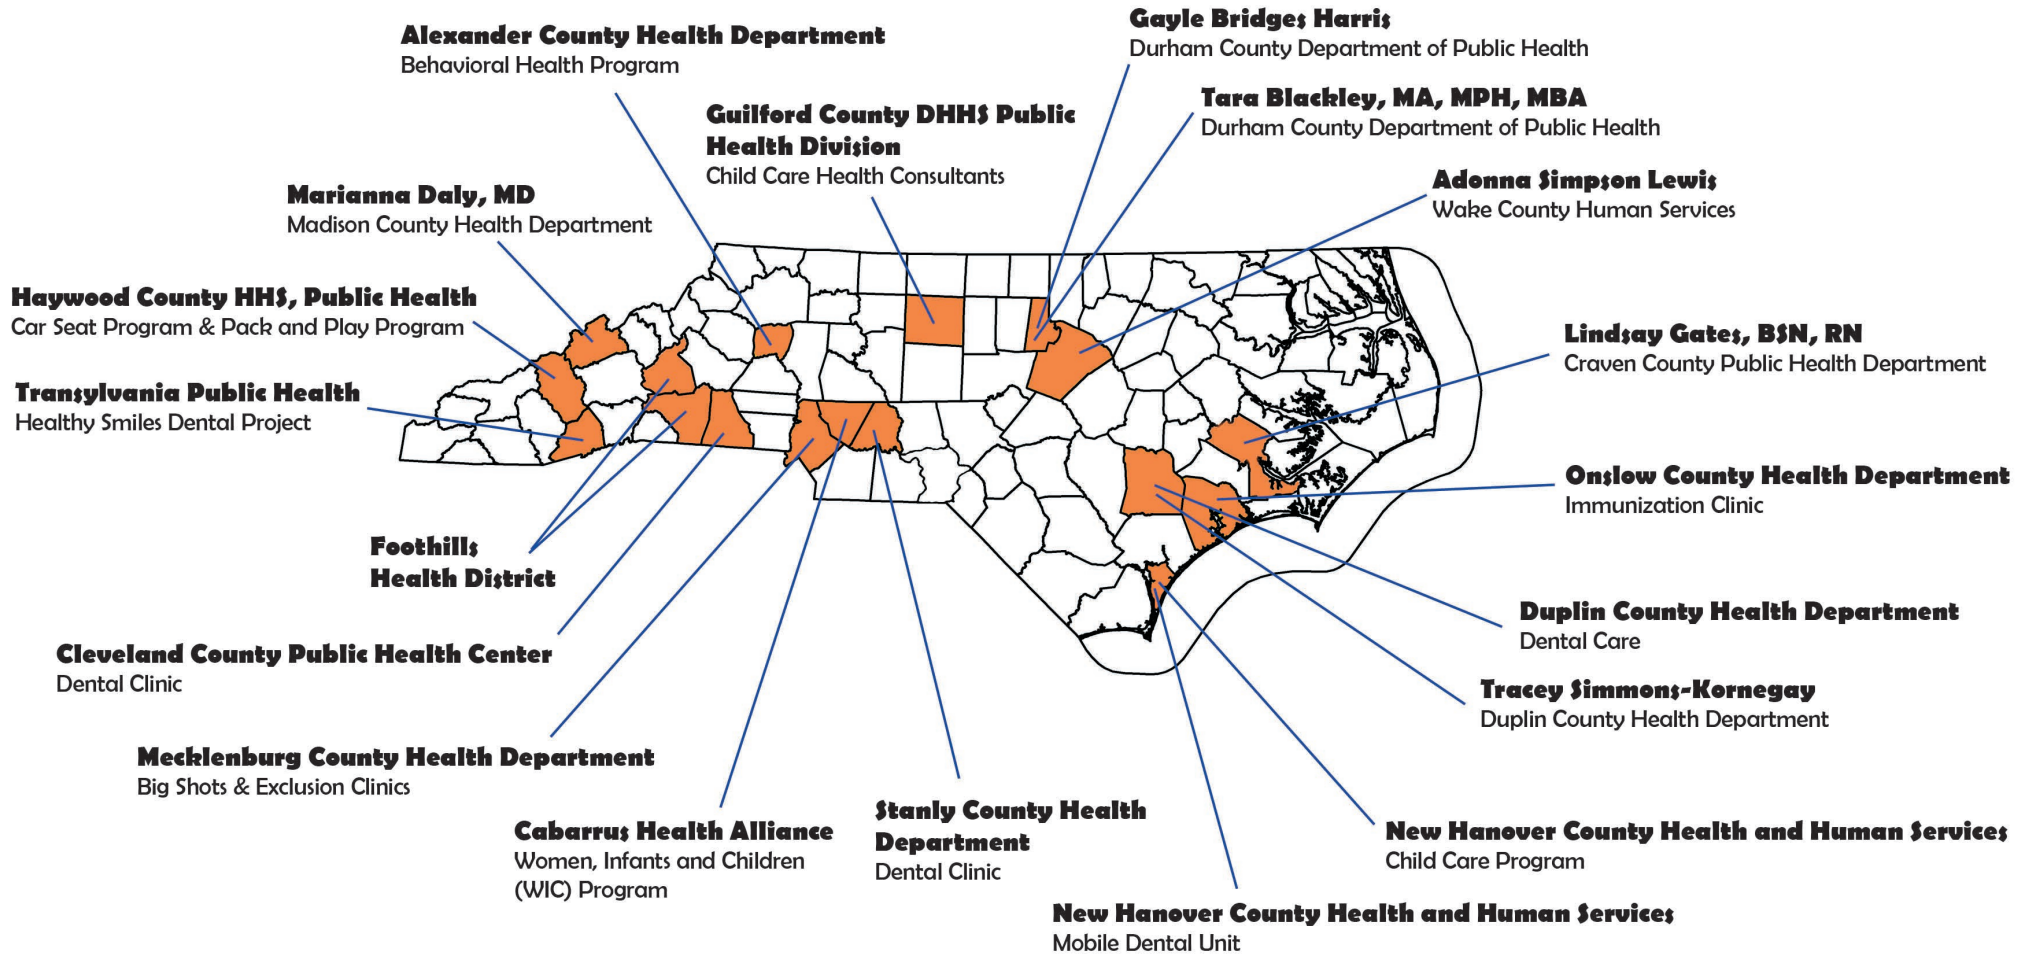 Gayle Bridges Harris
Durham County Department of Public Health
Alexander County Health Department
Behavioral Health Program
Tara Blackley, MA, MPH, MBA
Durham County Department of Public Health
Guilford County DHHS Public
Health Division
Child Care Health Consultants
Adonna Simpson Lewis
Wake County Human Services
Marianna Daly, MD
Madison County Health Department
Haywood County HHS, Public Health
Car Seat Program & Pack and Play Program
Lindsay Gates, BSN, RN
Craven County Public Health Department
Transylvania Public Health
Healthy Smiles Dental Project
Onslow County Health Department
Immunization Clinic
Foothills
Health District
Duplin County Health Department
Dental Care
Cleveland County Public Health Center
Dental Clinic
Tracey Simmons-Kornegay
Duplin County Health Department
Mecklenburg County Health Department
Big Shots & Exclusion Clinics
Stanly County Health
Department
Dental Clinic
Cabarrus Health Alliance
Women, Infants and Children
(WIC) Program
New Hanover County Health and Human Services
Child Care Program
New Hanover County Health and Human Services
Mobile Dental Unit